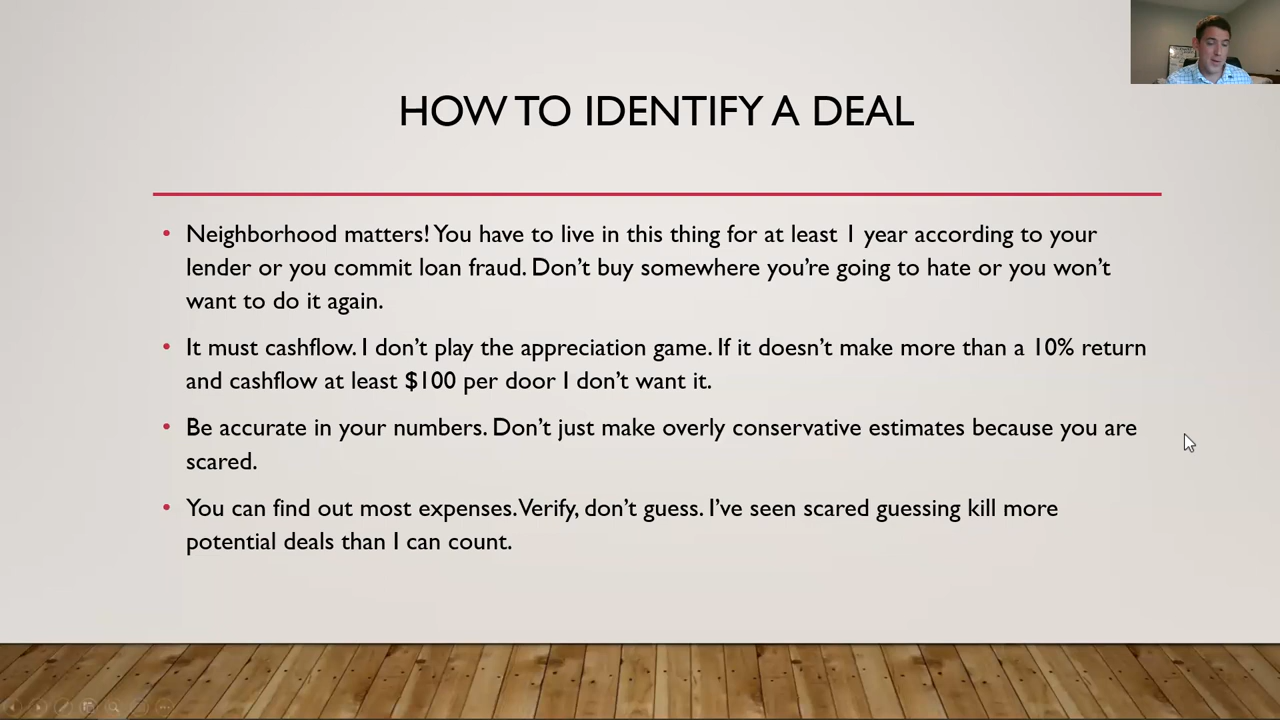 HOW TO IDENTIFY A DEAL
• Neighborhood matters! You have to live in this thing for at least 1 year according to your
lender or you commit loan fraud. Don’t buy somewhere you’re going to hate or you won’t
want to do it again.
• It must cashflow. I don’t play the appreciation game. If it doesn’t make more than a 10% return
and cashflow at least $100 per door I don’t want it.
• Be accurate in your numbers. Don’t just make overly conservative estimates because you are
scared.
• You can find out most expenses. Verify, don’t guess. I’ve seen scared guessing kill more
potential deals than I can count.